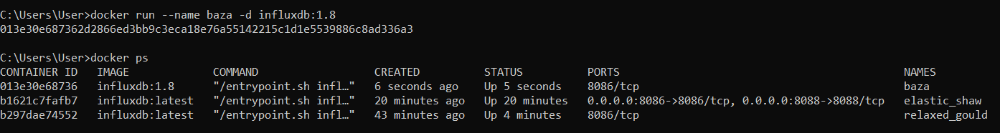 C:\Users\User>docker run --name baza -d influxdb:1.8
013e30e687362d2866ed3bb9c3eca18e76a55142215c1d1e5539886c8ad336a3
C:\Users\User>docker ps
CONTAINER ID IMAGE COMMAND CREATED STATUS PORTS NAMES
013e30e68736 influxdb:1.8 "/entrypoint.sh infl…" 6 seconds ago Up 5 seconds 8086/tcp baza
b1621c7fafb7 influxdb:latest "/entrypoint.sh infl…" 20 minutes ago Up 20 minutes 0.0.0.0:8086->8086/tcp, 0.0.0.0:8088->8088/tcp elastic_shaw
b297dae74552 influxdb:latest "/entrypoint.sh infl…" 43 minutes ago Up 4 minutes 8086/tcp relaxed_gould